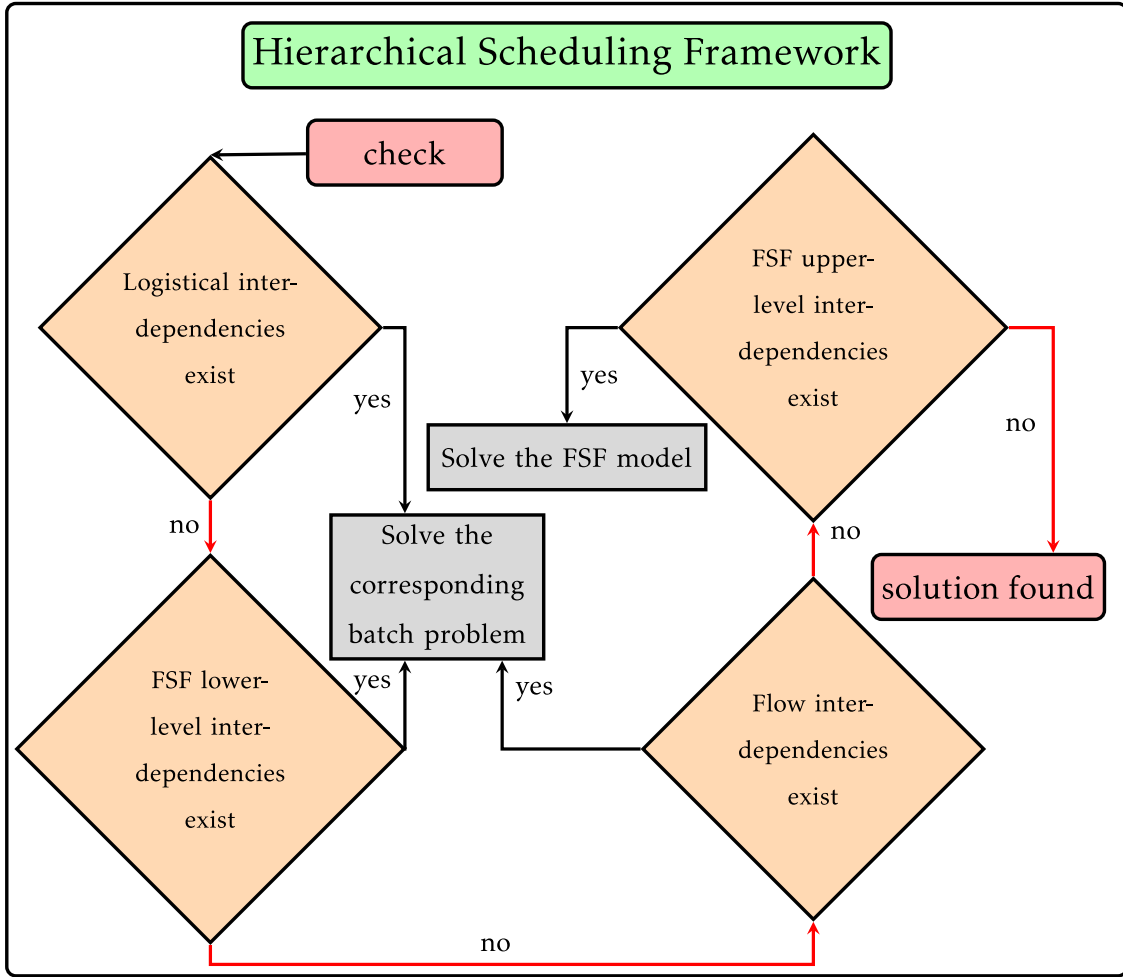 Hierarchical Scheduling Framework
check
Logistical inter-
dependencies
exist
yes
no
FSF upper-
level inter-
dependencies
exist
yes
no
Solve the FSF model
Solve the
corresponding
batch problem
no
solution found
FSF lower-
level inter-
dependencies
exist
yes
yes
Flow inter-
dependencies
exist
no